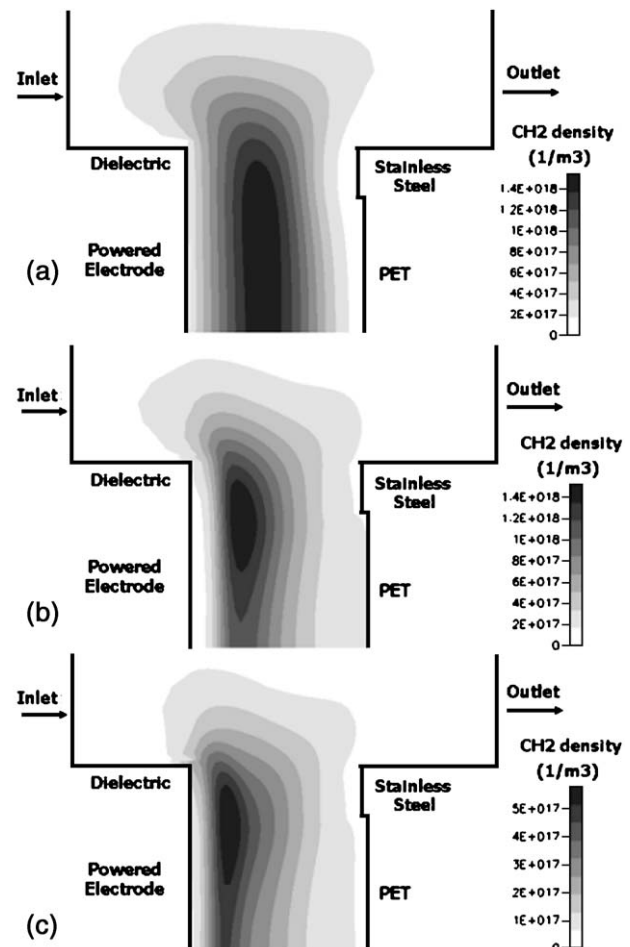 Inlet
Outlet
CH2 density
(1/m3)
Dielectric
Stainless
Steel
1.4E+018
1.2E+018
1E+018
8E+017
6E+017
4E+017
2E+017
0
Powered
Electrode
PET
(a)
Inlet
Outlet
CH2 density
(1/m3)
Dielectric
Stainless
Steel
1.4E+018
1.2E+018
1E+018
8E+017
6E+017
4E+017
2E+017
0
Powered
Electrode
PET
(b)
Inlet
Outlet
CH2 density
(1/m3)
Dielectric
Stainless
Steel
5E+017
4E+017
3E+017
2E+017
1E+017
0
Powered
Electrode
PET
(c)